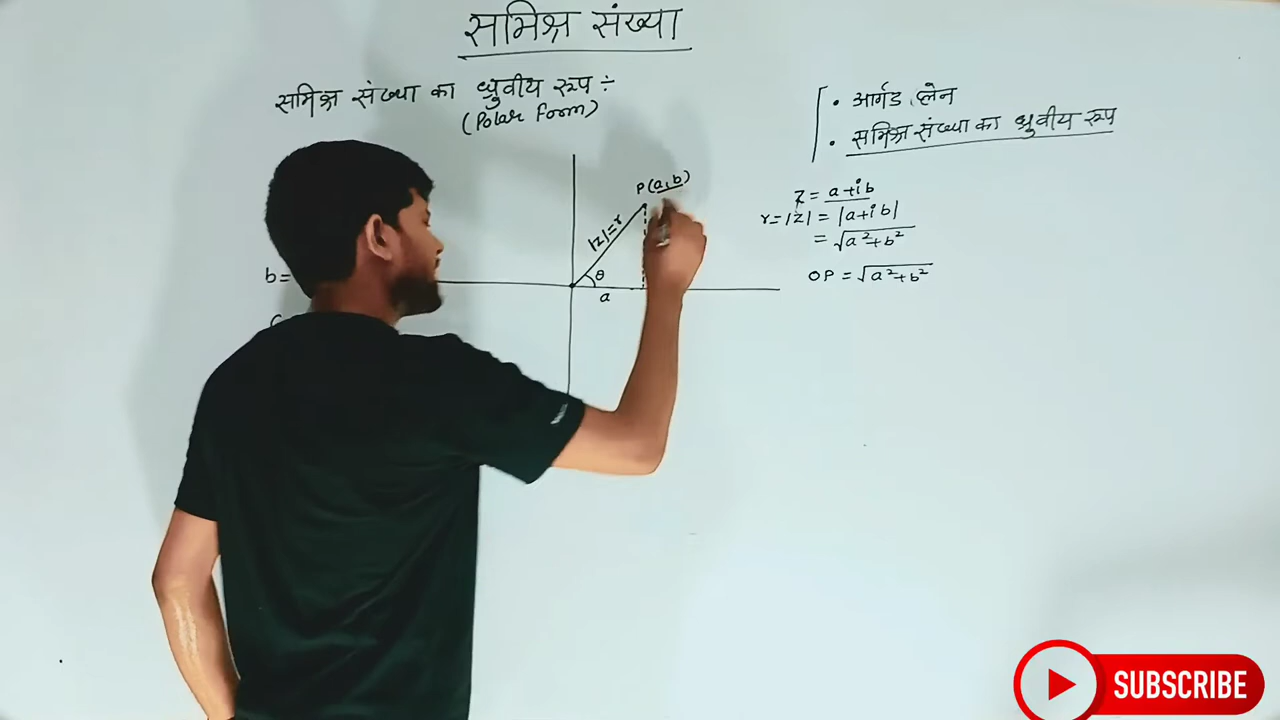 समिश्र संख्या
समिश्र संख्या का ध्रुवीय रूप ÷
(Polar Form)
• आर्गंड प्लेन
• समिश्र संख्या का ध्रुवीय रूप
P(a,b)
|z|=r
θ
a
b=
z = a+ib
r=|z| = |a+ib|
= √a²+b²
OP = √a²+b²
SUBSCRIBE